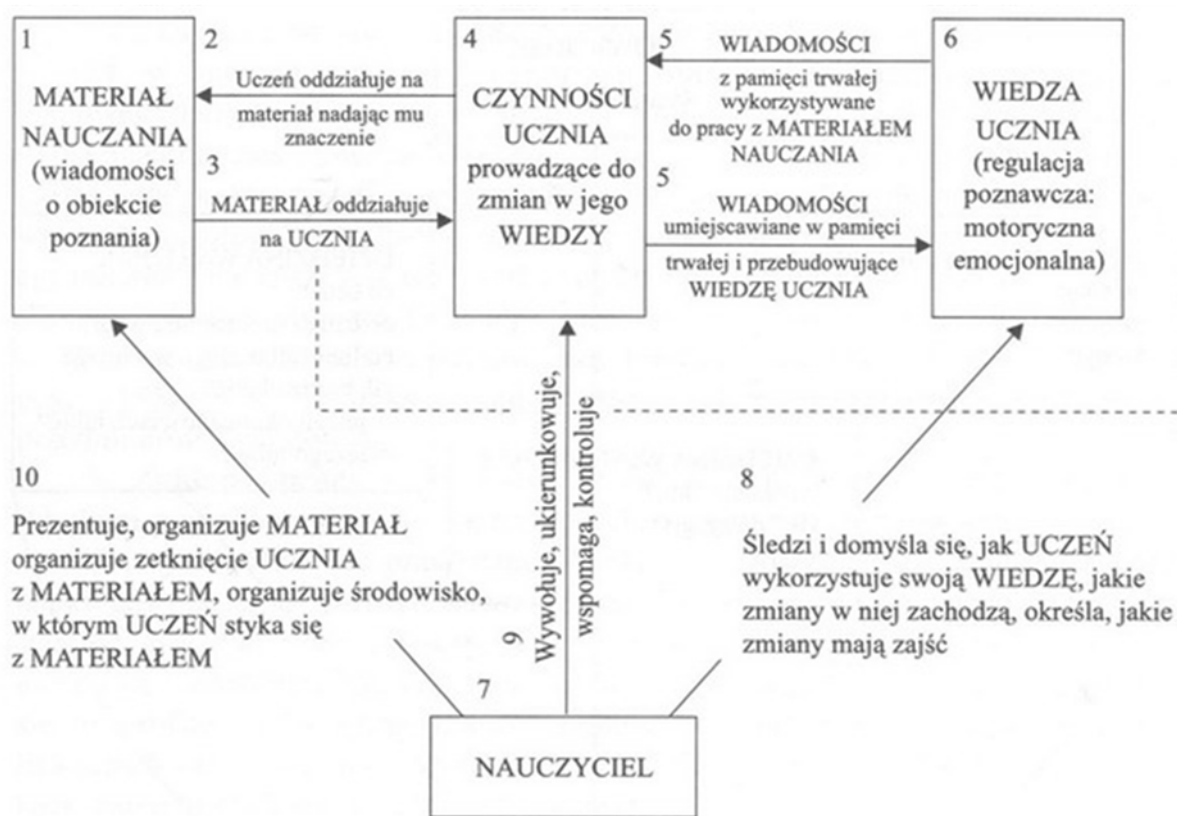 1
MATERIAŁ
NAUCZANIA
(wiadomości
o obiekcie
poznania)
2
Uczeń oddziałuje na
materiał nadając mu
znaczenie
3
MATERIAŁ oddziałuje
na UCZNIA
4
CZYNNOŚCI
UCZNIA
prowadzące do
zmian w jego
WIEDZY
5
WIADOMOŚCI
z pamięci trwałej
wykorzystywane
do pracy z MATERIAŁEM
NAUCZANIA
5
WIADOMOŚCI
umiejscawiane w pamięci
trwałej i przebudowujące
WIEDZĘ UCZNIA
6
WIEDZA
UCZNIA
(regulacja
poznawcza:
motoryczna
emocjonalna)
10
Prezentuje, organizuje MATERIAŁ
organizuje zetknięcie UCZNIA
z MATERIAŁEM, organizuje środowisko,
w którym UCZEŃ styka się
z MATERIAŁEM
9
Wywołuje, ukierunkowuje,
wspomaga, kontroluje
8
Śledzi i domyśla się, jak UCZEŃ
wykorzystuje swoją WIEDZĘ, jakie
zmiany w niej zachodzą, określa, jakie
zmiany mają zajść
7
NAUCZYCIEL